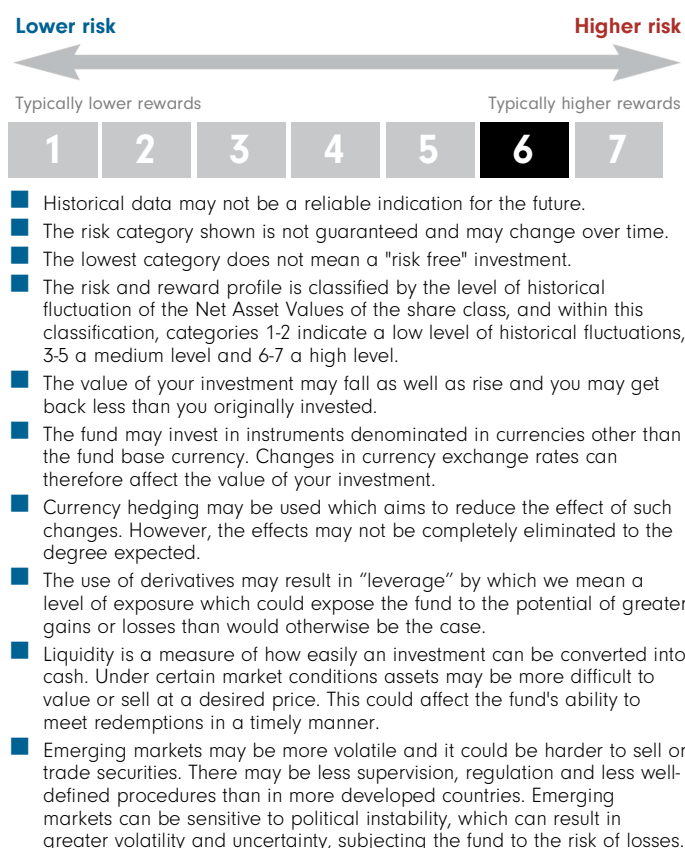 Lower risk Higher risk
Typically lower rewards Typically higher rewards
1 2 3 4 5 6 7
Historical data may not be a reliable indication for the future.
The risk category shown is not guaranteed and may change over time.
The lowest category does not mean a "risk free" investment.
The risk and reward profile is classified by the level of historical
fluctuation of the Net Asset Values of the share class, and within this
classification, categories 1-2 indicate a low level of historical fluctuations,
3-5 a medium level and 6-7 a high level.
The value of your investment may fall as well as rise and you may get
back less than you originally invested.
The fund may invest in instruments denominated in currencies other than
the fund base currency. Changes in currency exchange rates can
therefore affect the value of your investment.
Currency hedging may be used which aims to reduce the effect of such
changes. However, the effects may not be completely eliminated to the
degree expected.
The use of derivatives may result in “leverage” by which we mean a
level of exposure which could expose the fund to the potential of greater
gains or losses than would otherwise be the case.
Liquidity is a measure of how easily an investment can be converted into
cash. Under certain market conditions assets may be more difficult to
value or sell at a desired price. This could affect the fund's ability to
meet redemptions in a timely manner.
Emerging markets may be more volatile and it could be harder to sell or
trade securities. There may be less supervision, regulation and less well-
defined procedures than in more developed countries. Emerging
markets can be sensitive to political instability, which can result in
greater volatility and uncertainty, subjecting the fund to the risk of losses.